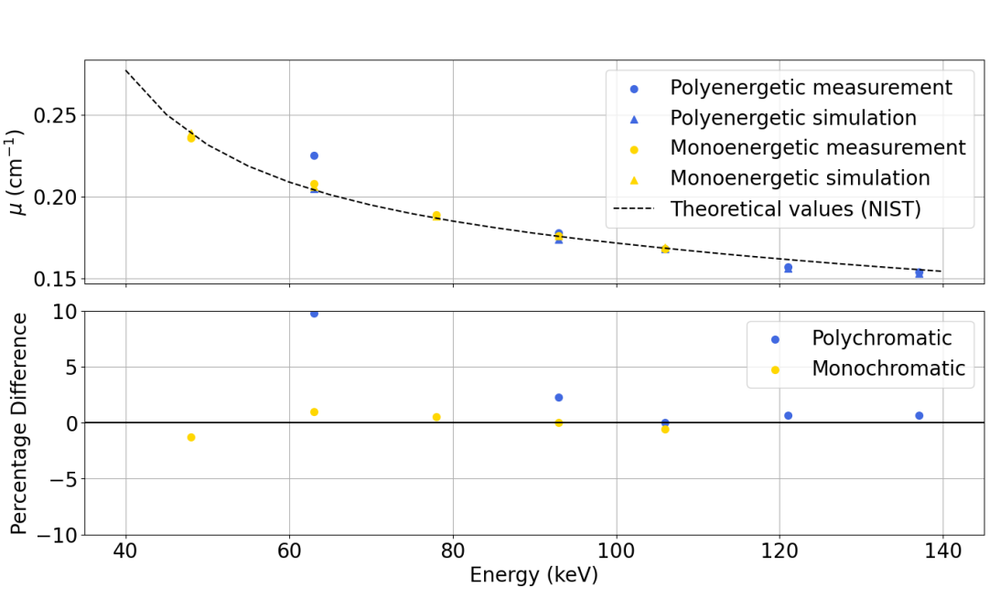 0.25
0.20
0.15
μ (cm⁻¹)
Polyenergetic measurement
Polyenergetic simulation
Monoenergetic measurement
Monoenergetic simulation
Theoretical values (NIST)
10
5
0
−5
−10
Percentage Difference
Polychromatic
Monochromatic
40 60 80 100 120 140
Energy (keV)